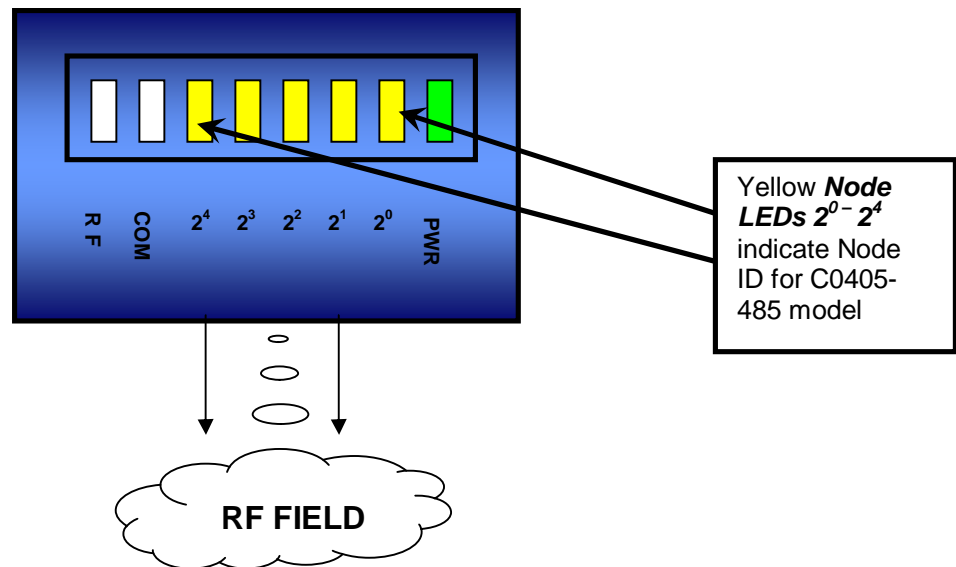 RF COM 2⁴ 2³ 2² 2¹ 2⁰ PWR
Yellow Node
LEDs 2⁰ – 2⁴
indicate Node
ID for C0405-
485 model
RF FIELD